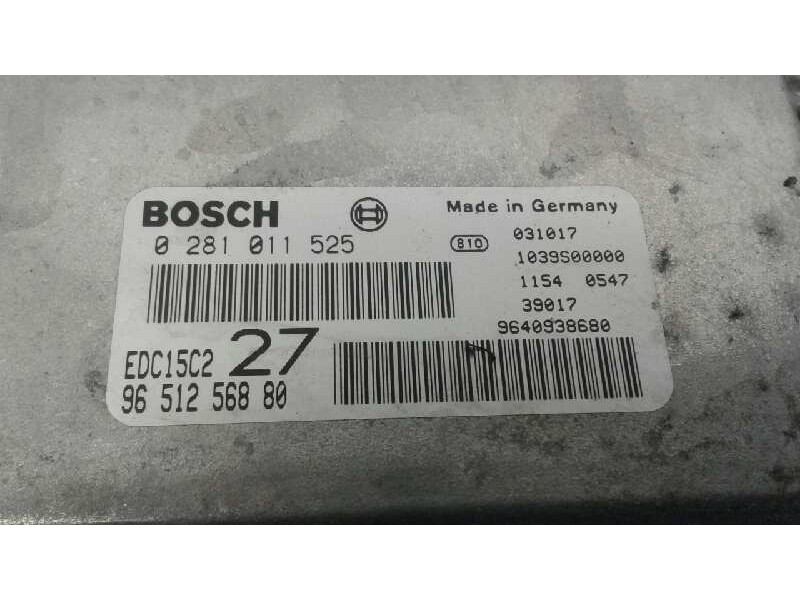 BOSCH
Made in Germany
0 281 011 525
810
031017
1039S00000
1154 0547
39017
9640938680
EDC15C2 27
96 512 568 80